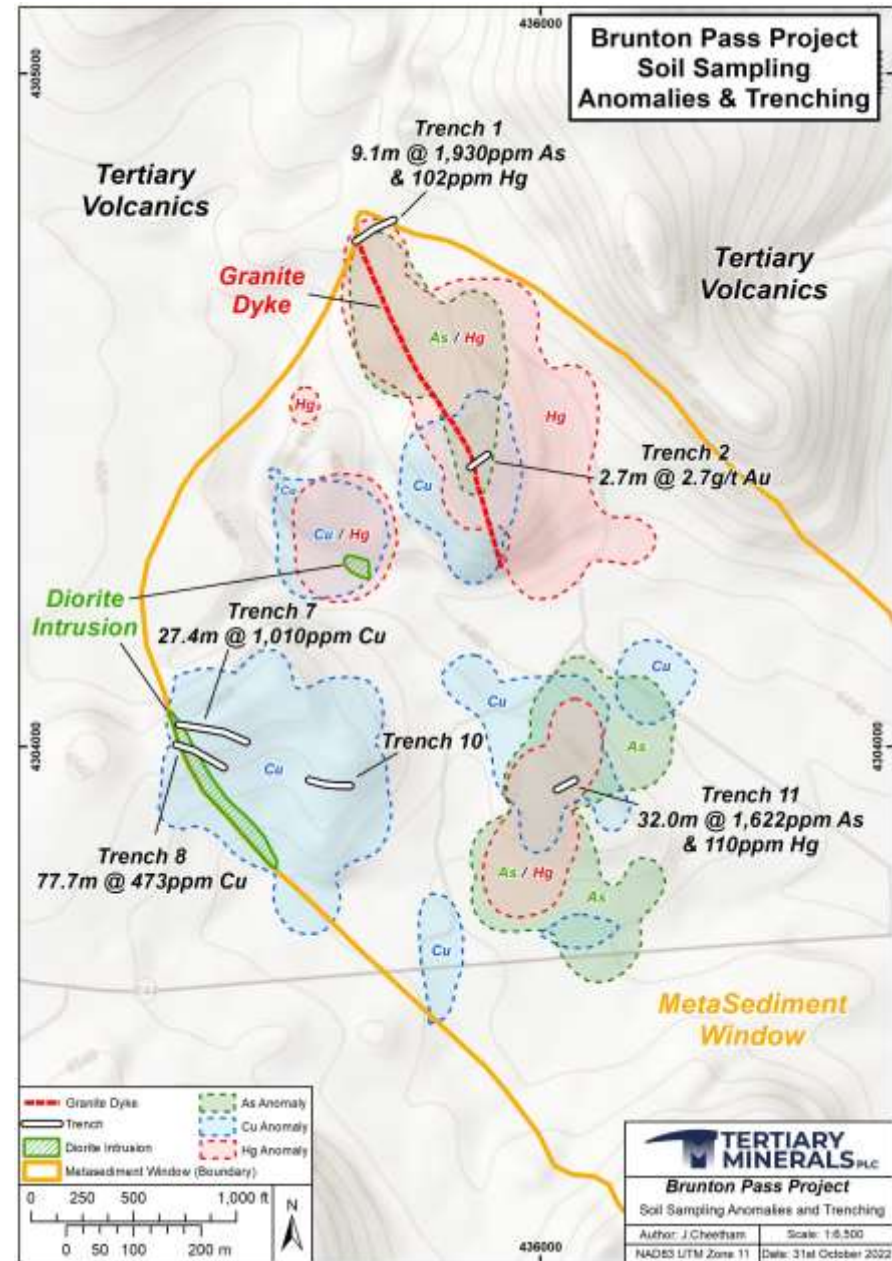 436000
Brunton Pass Project
Soil Sampling
Anomalies & Trenching
4305000
Trench 1
9.1m @ 1,930ppm As
& 102ppm Hg
Tertiary
Volcanics
Tertiary
Volcanics
Granite
Dyke
As / Hg
Hg
Hg
Trench 2
2.7m @ 2.7g/t Au
Cu
Cu
Cu / Hg
Diorite
Intrusion
Trench 7
27.4m @ 1,010ppm Cu
Cu
Cu
4304000
4304000
Cu
As
Trench 10
Trench 11
32.0m @ 1,622ppm As
& 110ppm Hg
Trench 8
77.7m @ 473ppm Cu
As / Hg
As
Cu
MetaSediment
Window
Granite Dyke
Trench
Diorite Intrusion
Metasediment Window (Boundary)
As Anomaly
Cu Anomaly
Hg Anomaly
0 250 500 1,000 ft
0 50 100 200 m
N
436000
TERTIARY
MINERALS PLC
Brunton Pass Project
Soil Sampling Anomalies and Trenching
Author: J.Cheetham
Scale: 1:6,500
NAD83 UTM Zone 11
Date: 31st October 2022